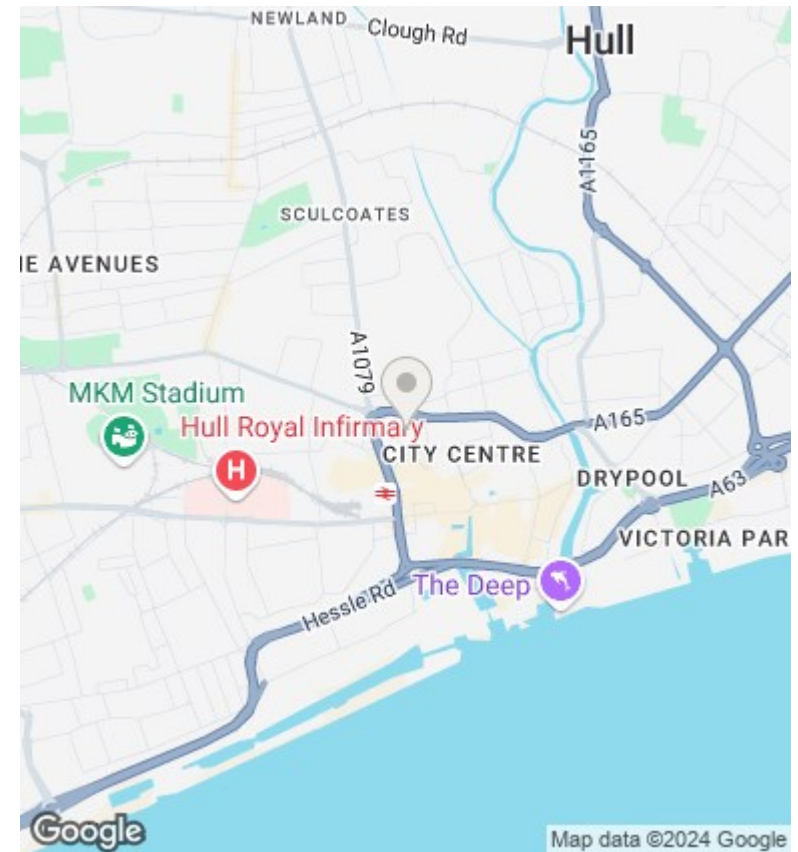 NEWLAND
Clough Rd
Hull
A1165
SCULCOATES
IE AVENUES
A1079
MKM Stadium
Hull Royal Infirmary
H
CITY CENTRE
A165
DRYPOOL
A63
VICTORIA PAR
The Deep
Hessle Rd
Google
Map data ©2024 Google